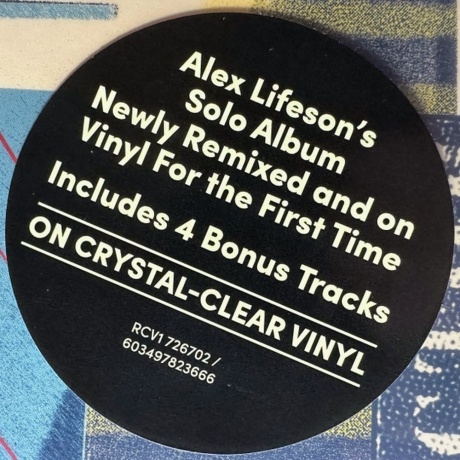 Alex Lifeson's
Solo Album
Newly Remixed and on
Vinyl For the First Time
Includes 4 Bonus Tracks
ON CRYSTAL-CLEAR VINYL
RCV1 726702 /
603497823666